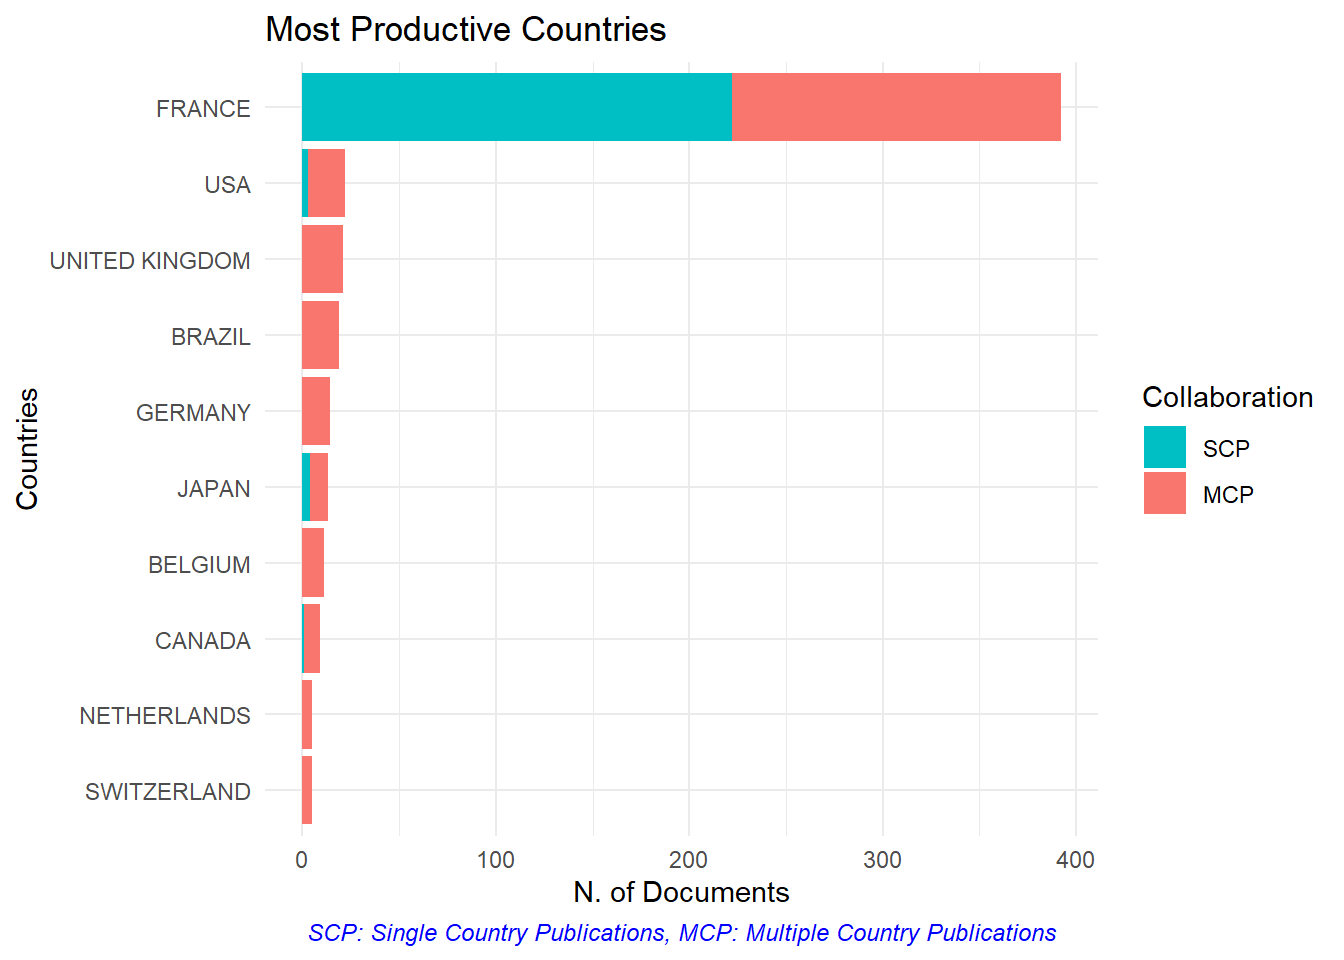 Most Productive Countries
FRANCE
USA
UNITED KINGDOM
BRAZIL
GERMANY
JAPAN
BELGIUM
CANADA
NETHERLANDS
SWITZERLAND
Countries
0 100 200 300 400
N. of Documents
SCP: Single Country Publications, MCP: Multiple Country Publications
Collaboration
SCP
MCP